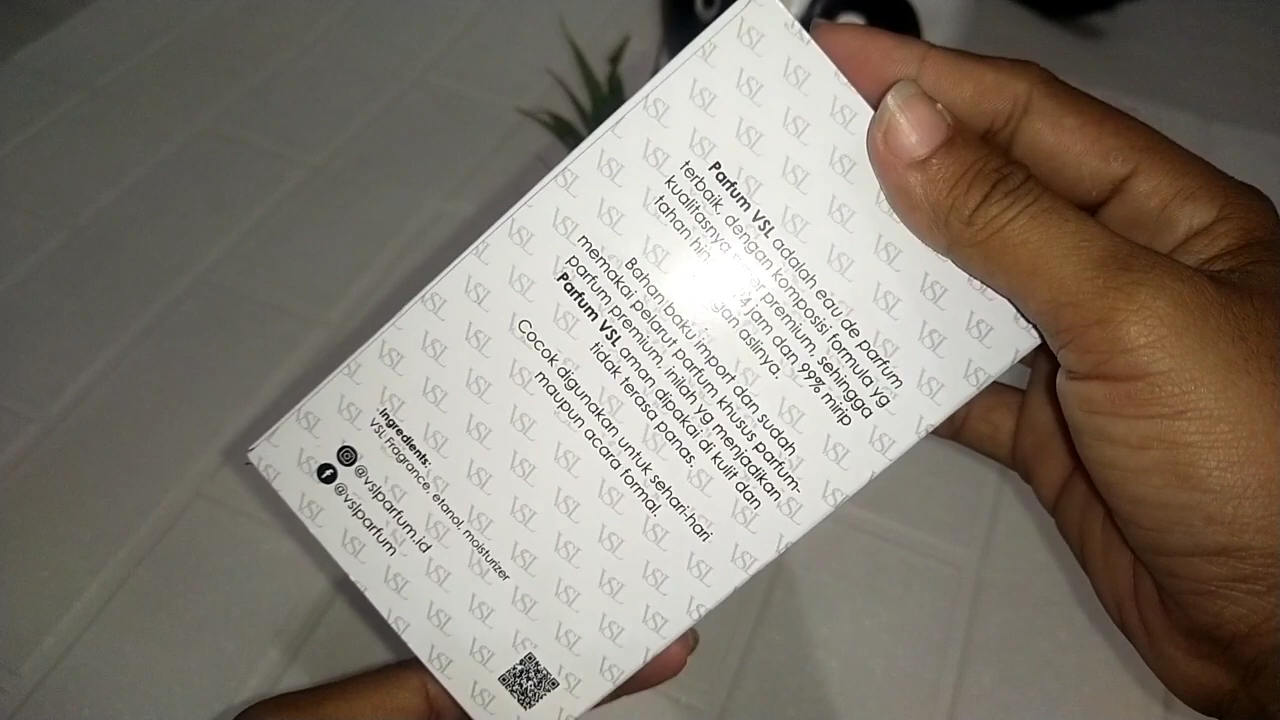 Parfum VSL adalah eau de parfum
terbaik, dengan komposisi formula yg
kualitasnya premium, sehingga
tahan jam dan 99% mirip
aslinya.
Bahan baku import dan sudah
memakai pelarut parfum khusus parfum-
parfum premium, inilah yg menjadikan
Parfum VSL aman dipakai di kulit dan
tidak terasa panas.
Cocok digunakan untuk sehari-hari
maupun acara formal.
Ingredients:
VSL Fragrance, etanol, moisturizer
@vslparfum.id
@vslparfum
VSL